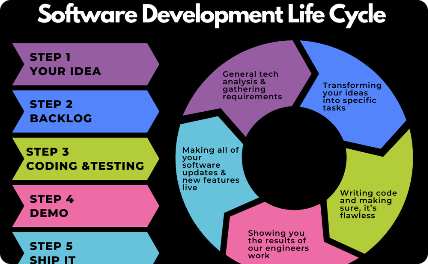 Software Development Life Cycle
STEP 1
YOUR IDEA
STEP 2
BACKLOG
STEP 3
CODING &TESTING
STEP 4
DEMO
STEP 5
SHIP IT
General tech
analysis &
gathering
requirements
Transforming
your ideas
into specific
tasks
Writing code
and making
sure, it's
flawless
Showing you
the results of
our engineers
work
Making all of
your
software
updates &
new features
live